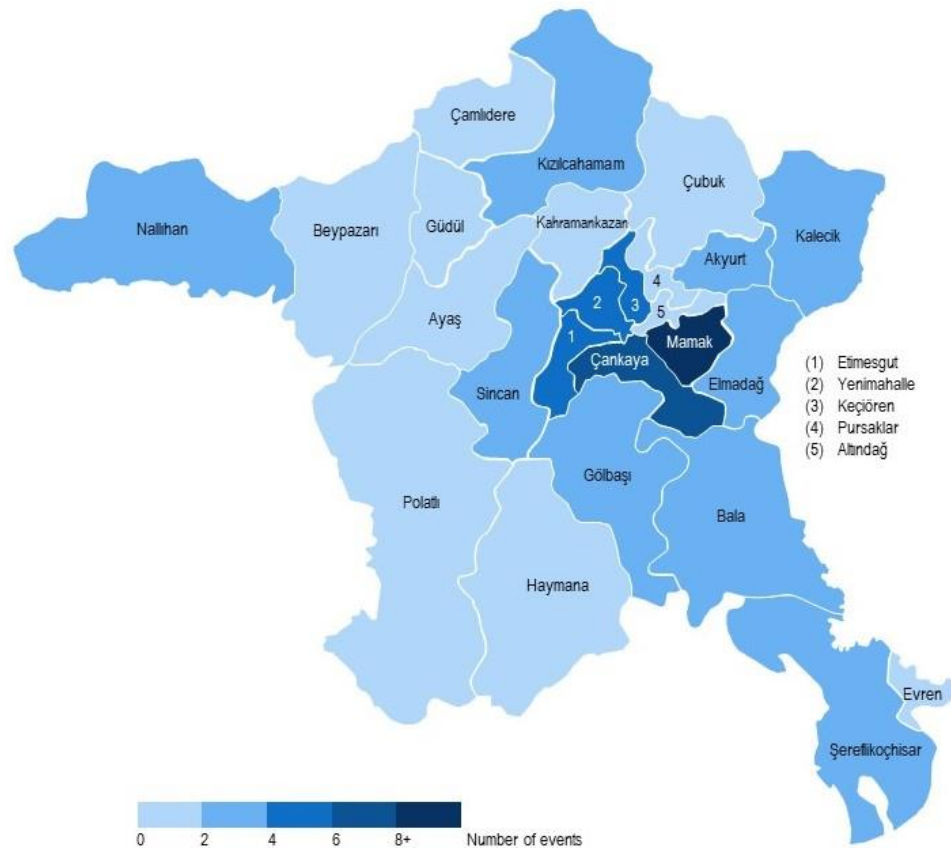 Çamlıdere
Kızılcahamam
Çubuk
Nallıhan
Beypazarı
Güdül
Kahramankazan
Kalecik
Akyurt
4
2
3
5
Ayaş
1
Mamak
Çankaya
Sincan
Elmadağ
(1) Etimesgut
(2) Yenimahalle
(3) Keçiören
(4) Pursaklar
(5) Altındağ
Gölbaşı
Polatlı
Bala
Haymana
Evren
Şereflikoçhisar
0 2 4 6 8+ Number of events